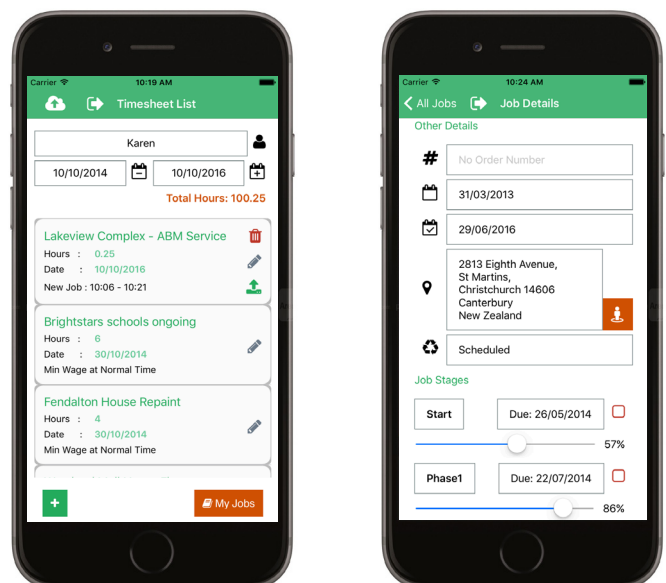 Carrier 10:19 AM
Timesheet List
Karen
10/10/2014 10/10/2016
Total Hours: 100.25
Lakeview Complex - ABM Service
Hours : 0.25
Date : 10/10/2016
New Job : 10:06 - 10:21
Brightstars schools ongoing
Hours : 6
Date : 30/10/2014
Min Wage at Normal Time
Fendalton House Repaint
Hours : 4
Date : 30/10/2014
Min Wage at Normal Time
+ My Jobs
Carrier 10:24 AM
All Jobs Job Details
Other Details
# No Order Number
31/03/2013
29/06/2016
2813 Eighth Avenue,
St Martins,
Christchurch 14606
Canterbury
New Zealand
Scheduled
Job Stages
Start Due: 26/05/2014
57%
Phase1 Due: 22/07/2014
86%